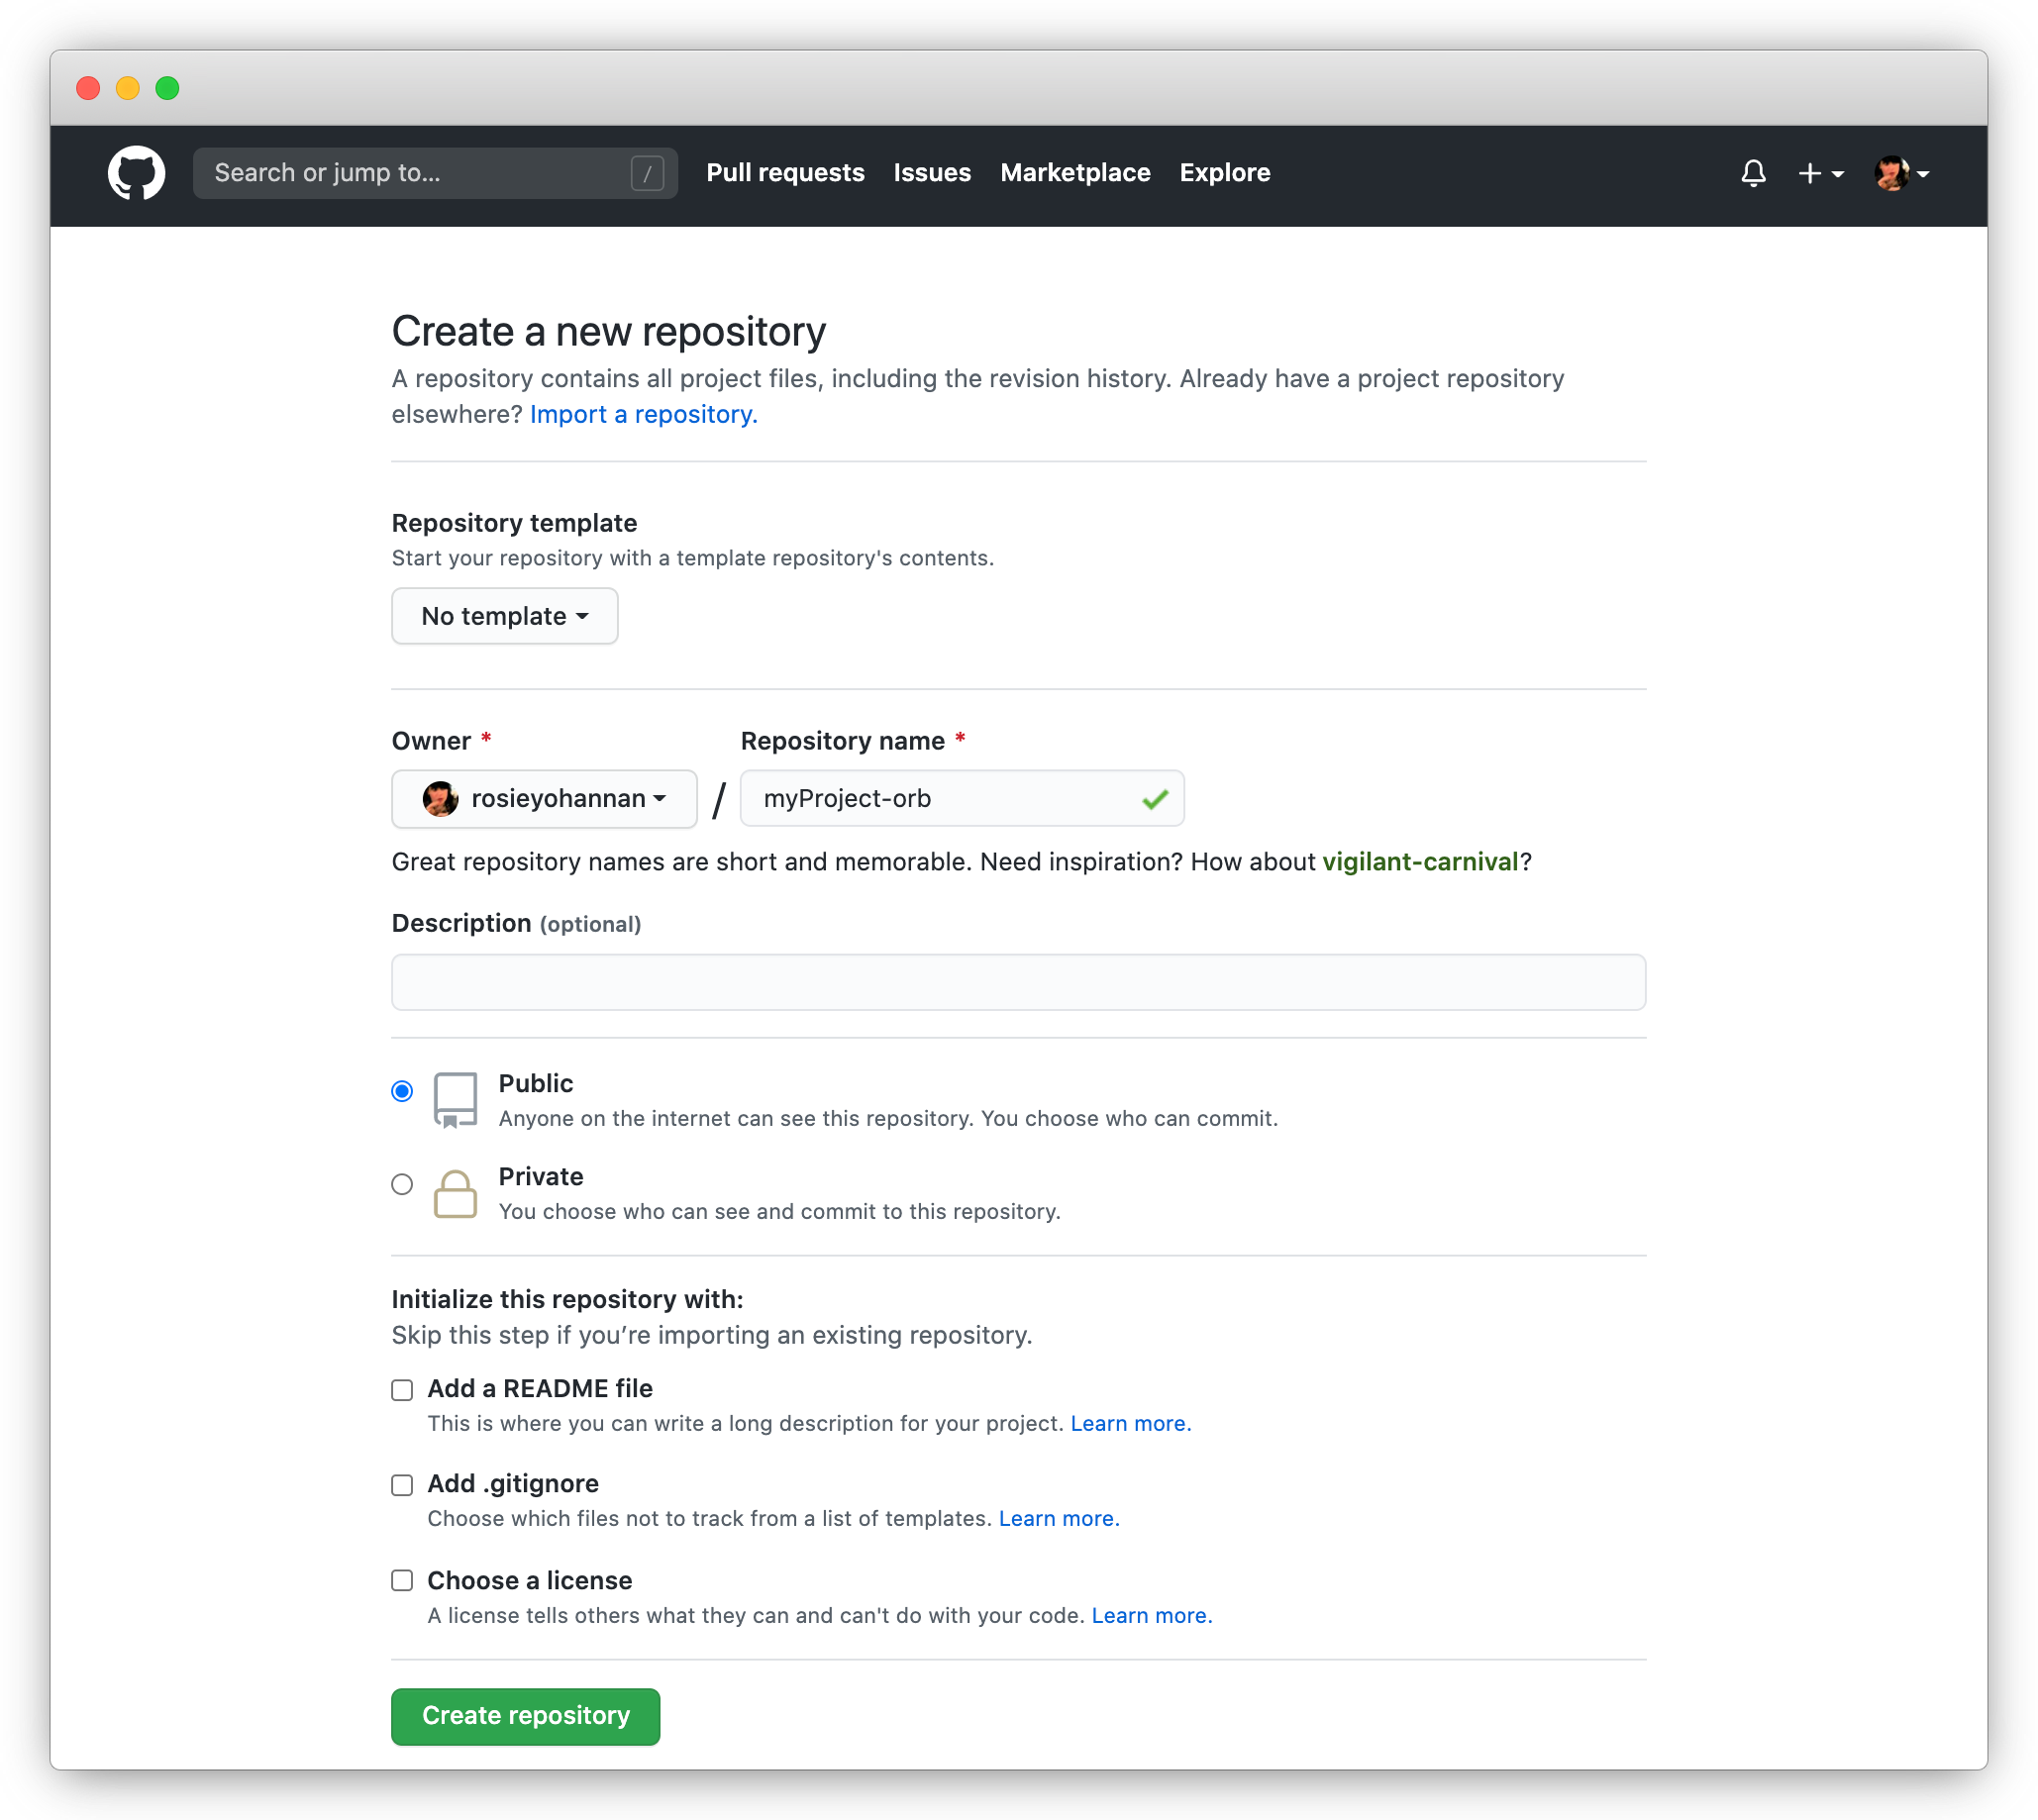 Search or jump to... /
Pull requests Issues Marketplace Explore
Create a new repository
A repository contains all project files, including the revision history. Already have a project repository
elsewhere? Import a repository.
Repository template
Start your repository with a template repository's contents.
No template
Owner * Repository name *
rosieyohannan / myProject-orb
Great repository names are short and memorable. Need inspiration? How about vigilant-carnival?
Description (optional)
Public
Anyone on the internet can see this repository. You choose who can commit.
Private
You choose who can see and commit to this repository.
Initialize this repository with:
Skip this step if you’re importing an existing repository.
Add a README file
This is where you can write a long description for your project. Learn more.
Add .gitignore
Choose which files not to track from a list of templates. Learn more.
Choose a license
A license tells others what they can and can't do with your code. Learn more.
Create repository